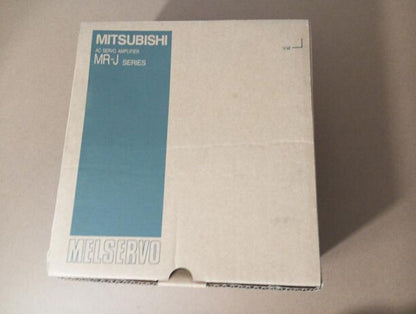 MITSUBISHI
AC SERVO AMPLIFIER
MR-J SERIES
MELSERVO